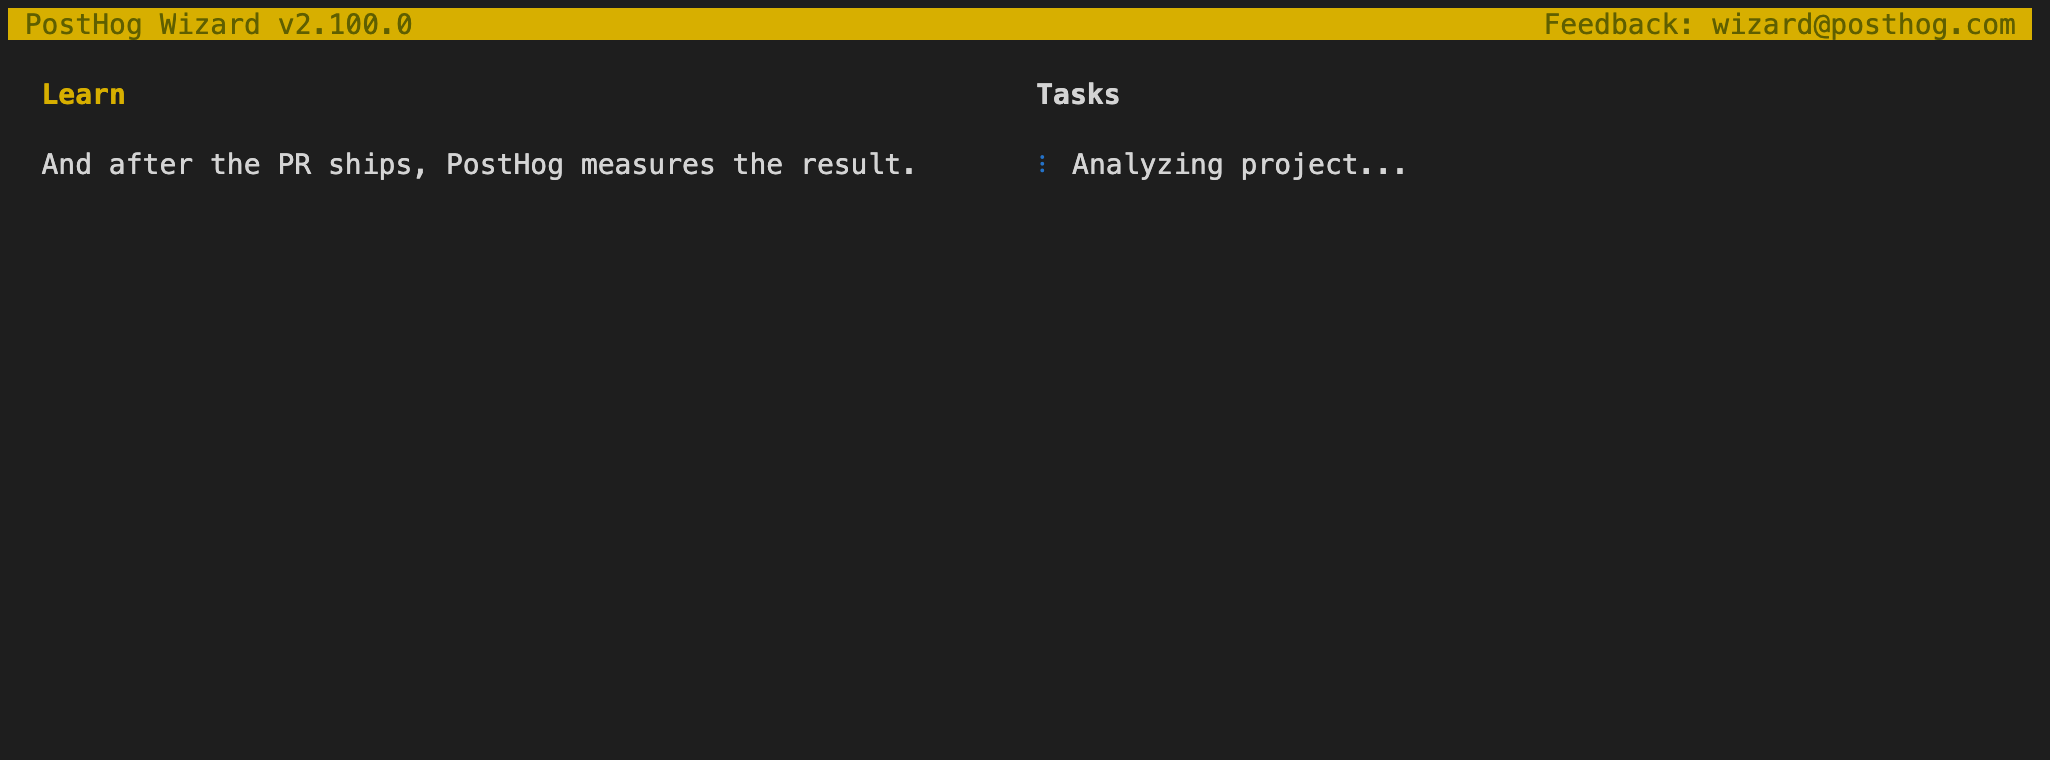 PostHog Wizard v2.100.0 Feedback: wizard@posthog.com
Learn
And after the PR ships, PostHog measures the result.
Tasks
Analyzing project...